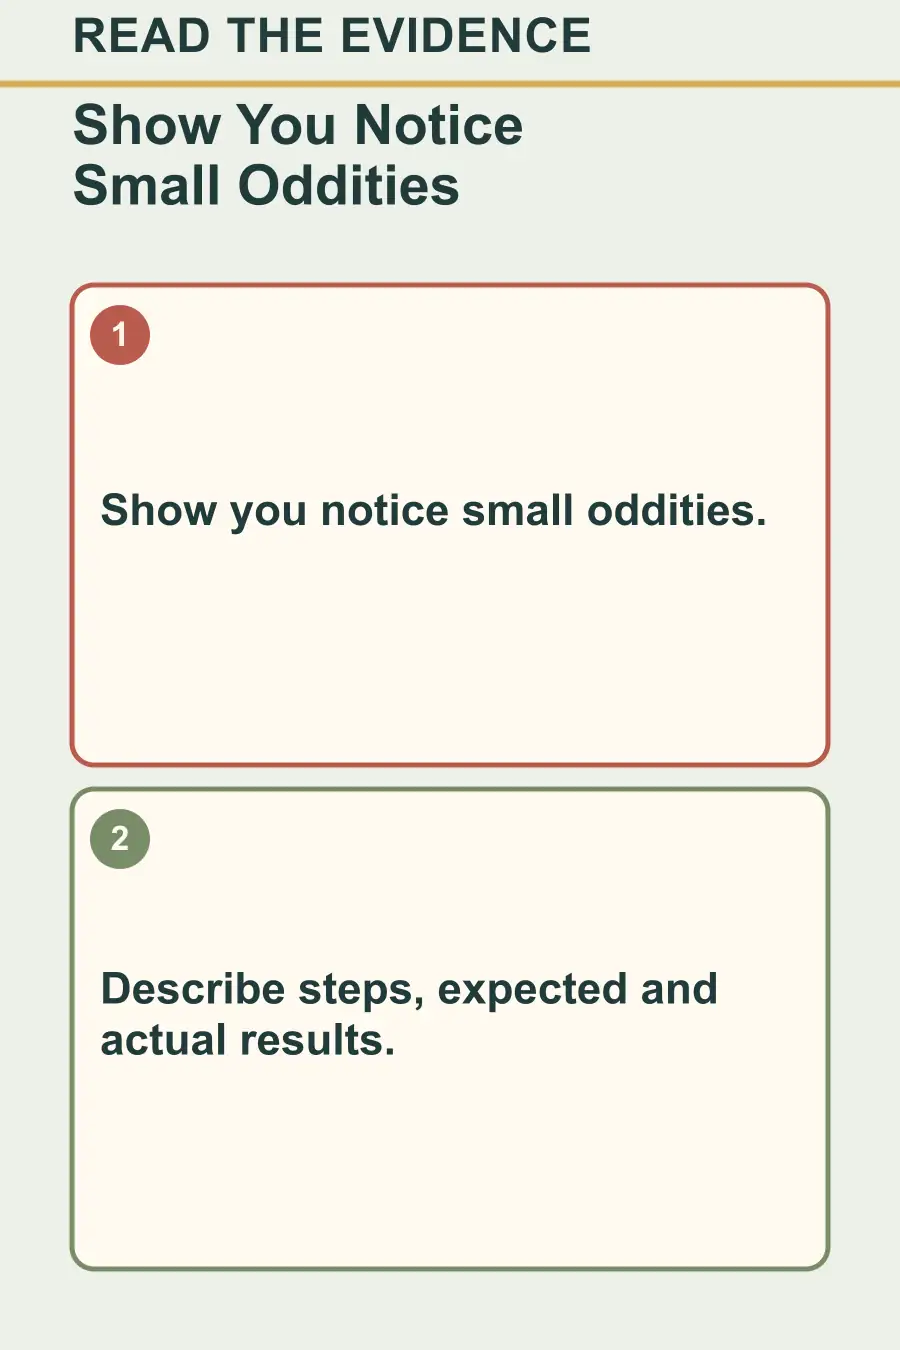 READ THE EVIDENCE
Show You Notice
Small Oddities
1
Show you notice small oddities.
2
Describe steps, expected and
actual results.